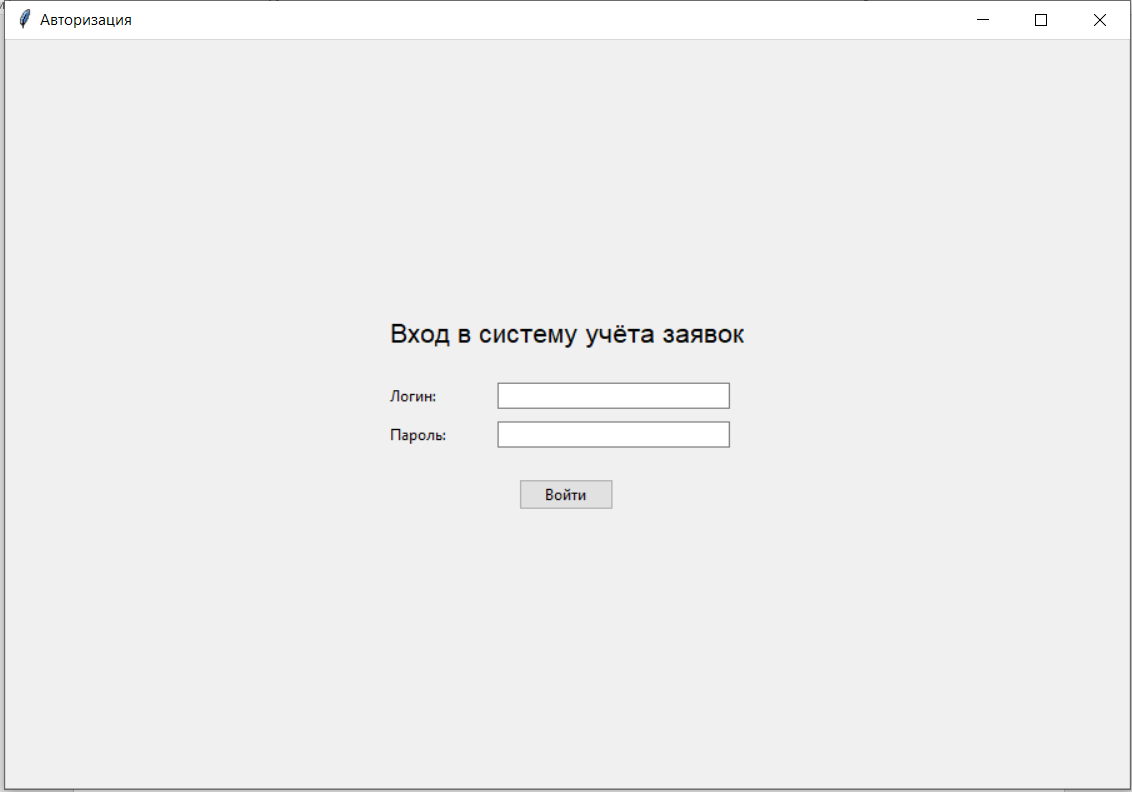 Авторизация
Вход в систему учёта заявок
Логин:
Пароль:
Войти